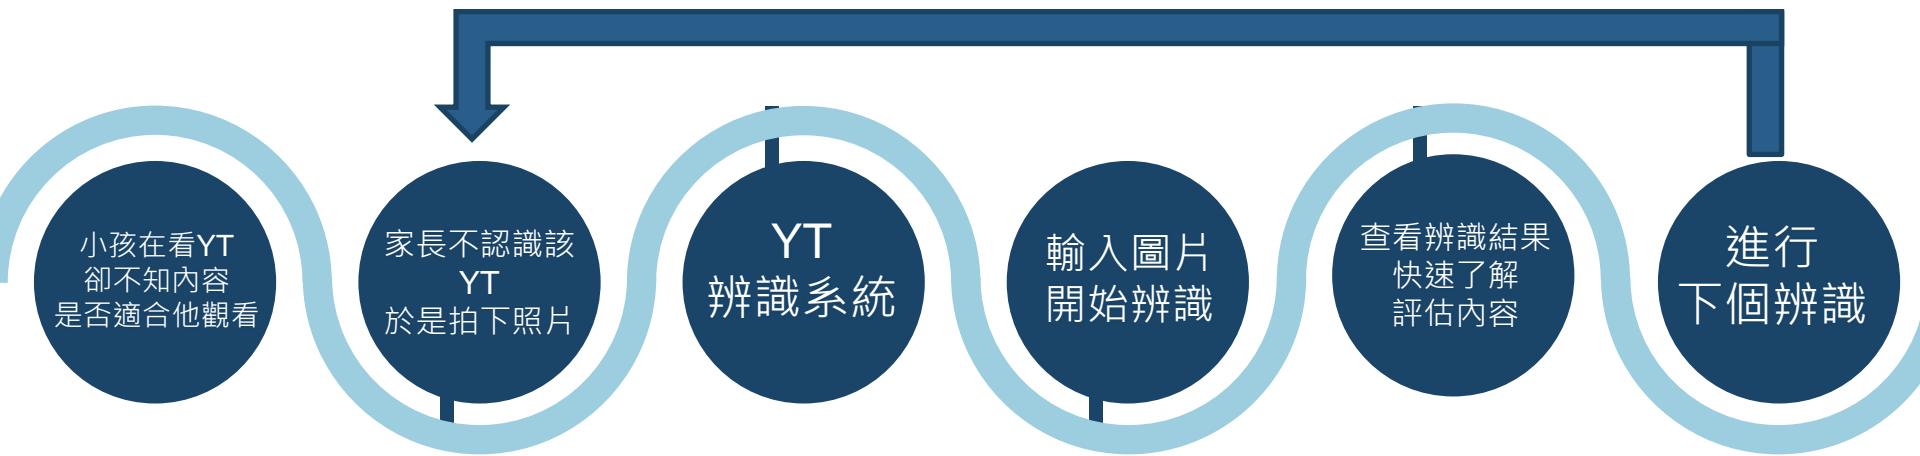 小孩在看YT
卻不知內容
是否適合他觀看
家長不認識該
YT
於是拍下照片
YT
辨識系統
輸入圖片
開始辨識
查看辨識結果
快速了解
評估內容
進行
下個辨識